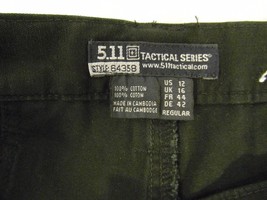 5.11 TACTICAL SERIES
STYLE: 64358
www.511tactical.com
100% COTTON
100% COTON
MADE IN CAMBODIA
FAIT AU CAMBODGE
US 12
UK 16
FR 44
DE 42
REGULAR